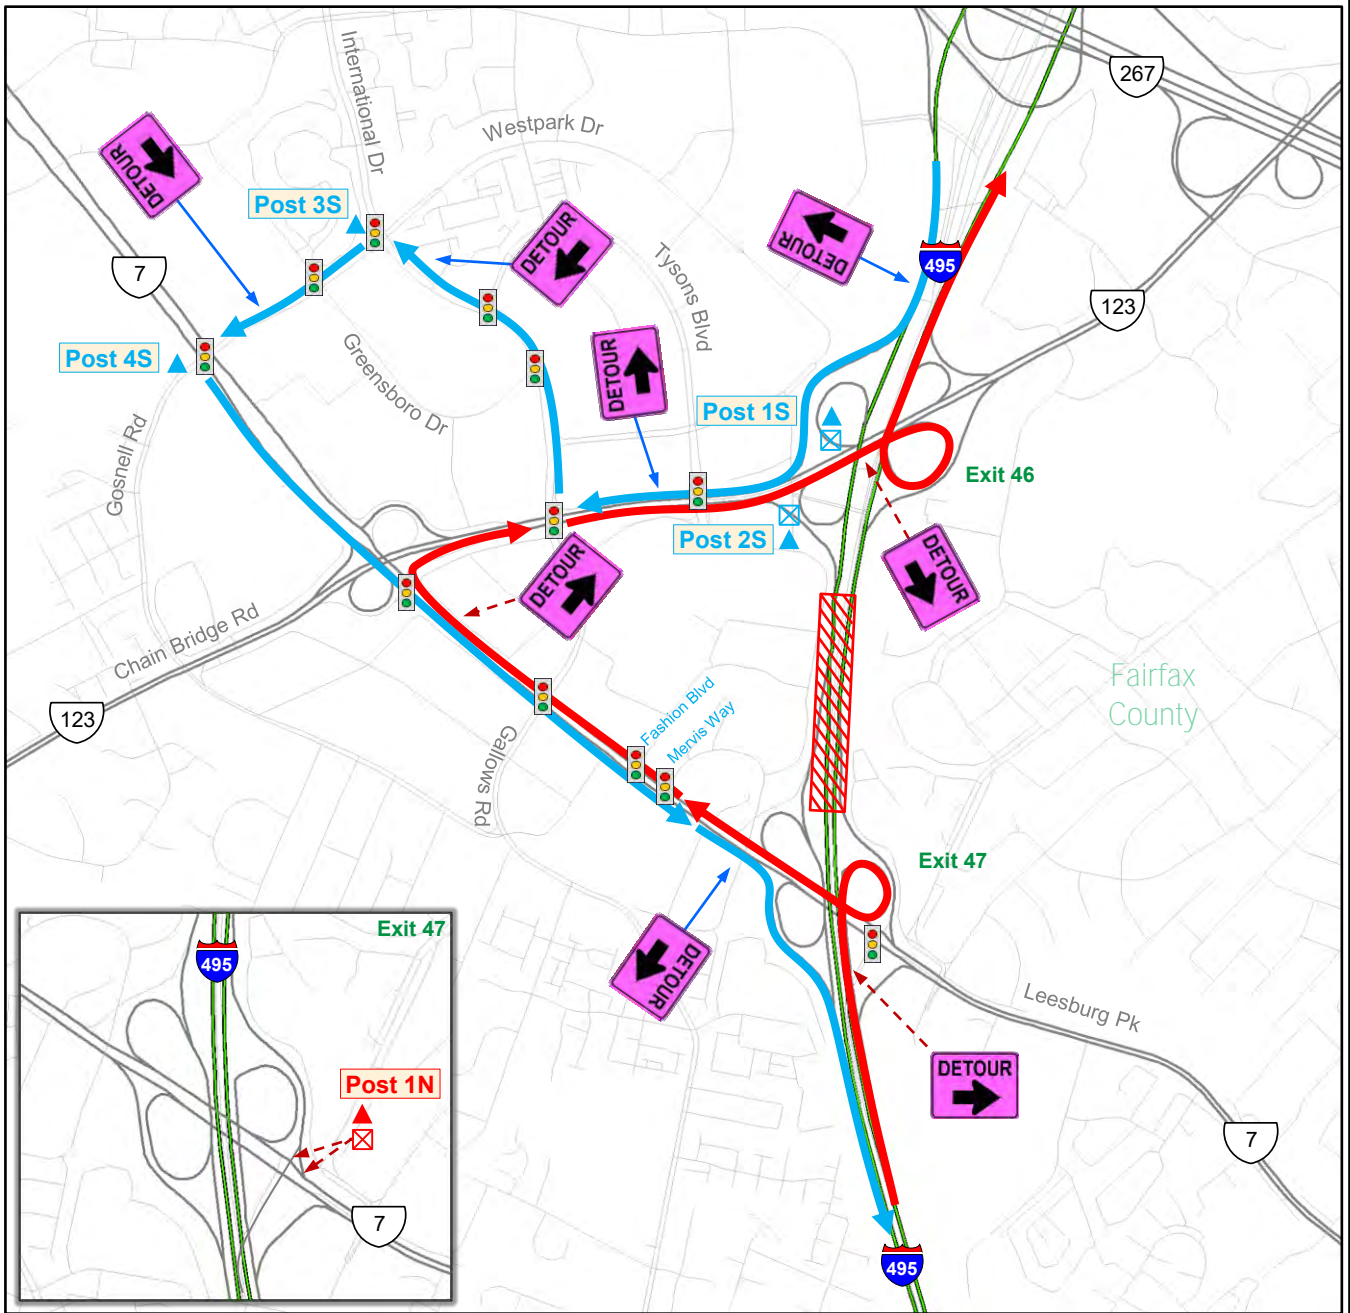 267
International Dr
Westpark Dr
DETOUR
Post 3S
DETOUR
DETOUR
Tysons Blvd
495
7
123
Post 4S
Greensboro Dr
DETOUR
Post 1S
Gosnell Rd
Exit 46
Post 2S
DETOUR
DETOUR
Chain Bridge Rd
Fairfax
County
123
Fashion Blvd
Mervis Way
Gallows Rd
Exit 47
DETOUR
Leesburg Pk
DETOUR
7
495
Exit 47
495
Post 1N
7